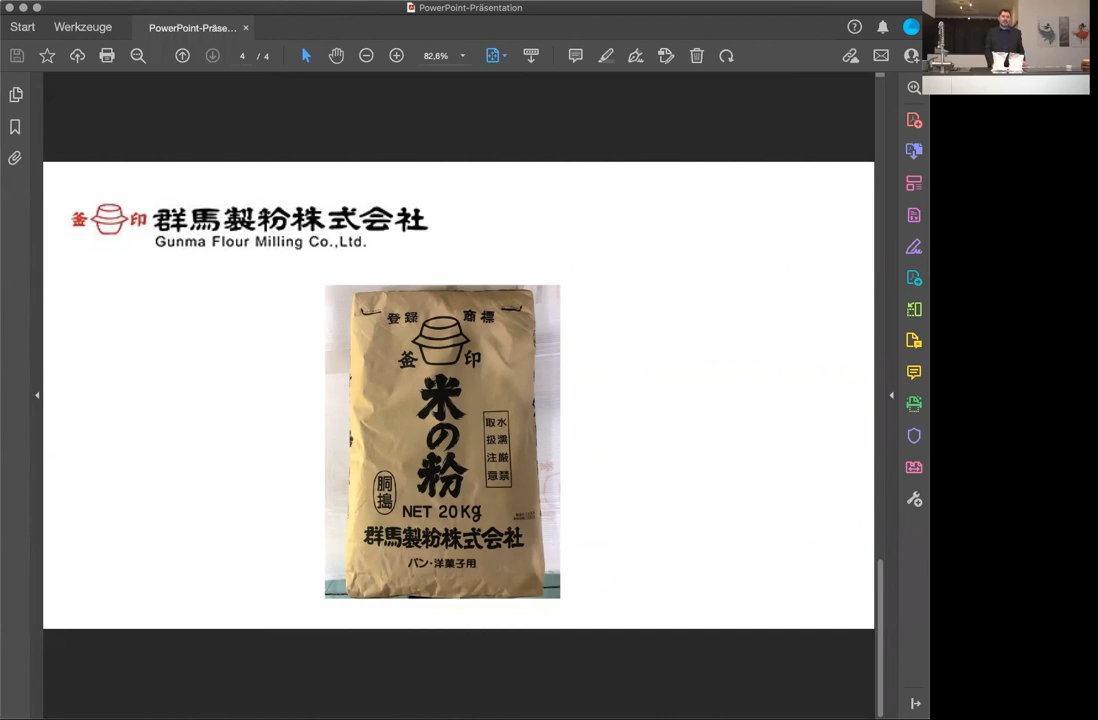 PowerPoint-Präsentation
Start
Werkzeuge
PowerPoint-Präse... ×
4 / 4
82,6%
釜印 群馬製粉株式会社
Gunma Flour Milling Co.,Ltd.
登録 商標
釜 印
米の粉
水濡厳禁
取扱注意
胴搗
NET 20Kg
群馬製粉株式会社
パン・洋菓子用